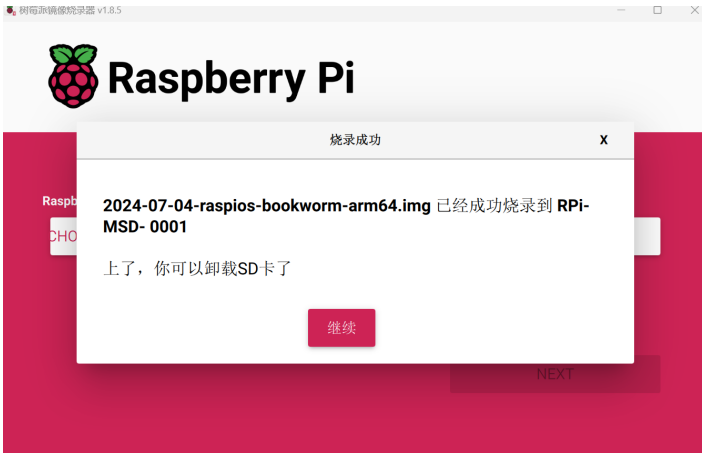 树莓派镜像烧录器 v1.8.5
Raspberry Pi
烧录成功
X
Raspb
2024-07-04-raspios-bookworm-arm64.img 已经成功烧录到 RPi-
MSD- 0001
CHO
上了，你可以卸载SD卡了
继续
NEXT